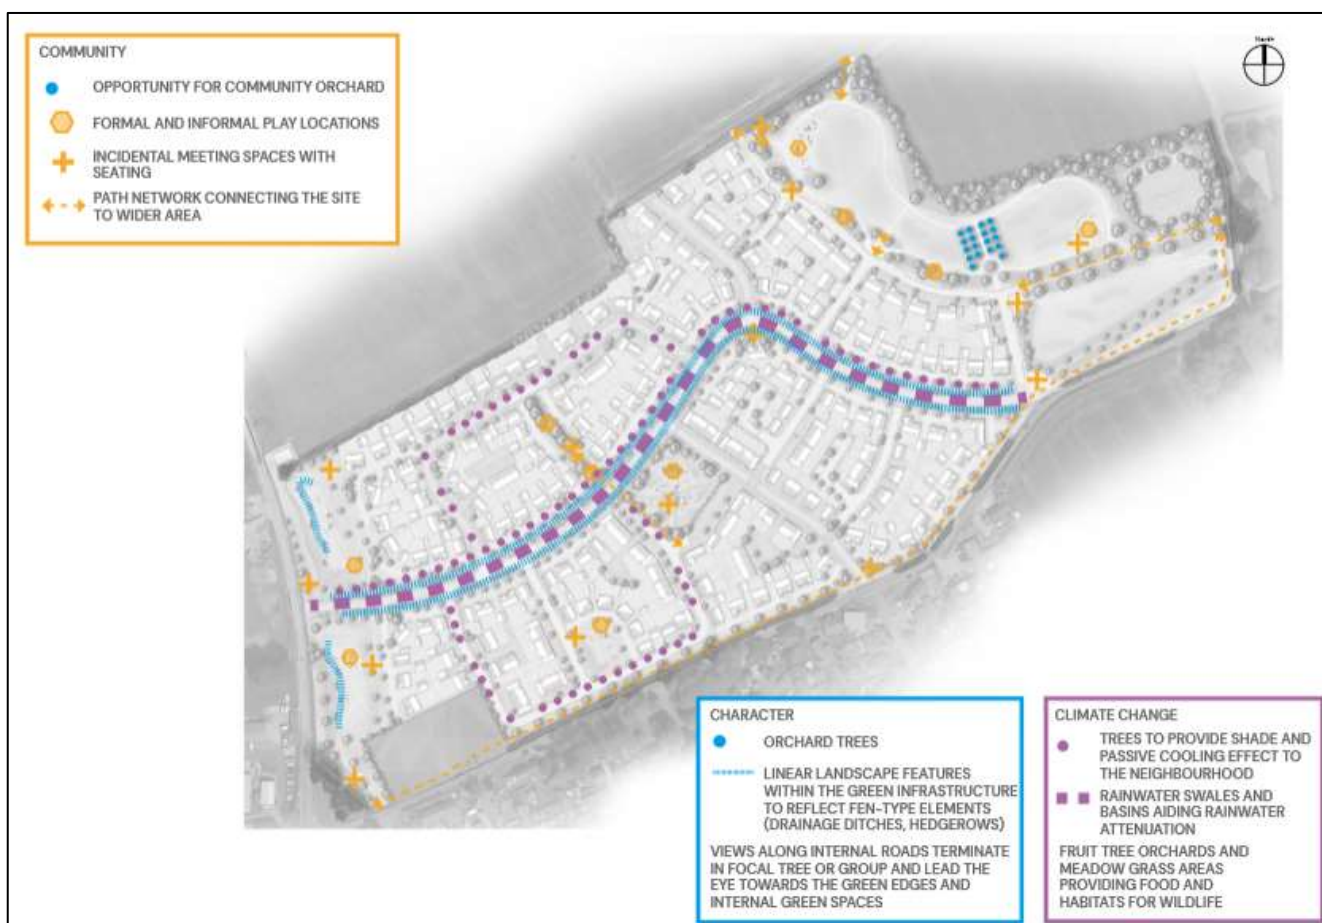 COMMUNITY
OPPORTUNITY FOR COMMUNITY ORCHARD
FORMAL AND INFORMAL PLAY LOCATIONS
INCIDENTAL MEETING SPACES WITH
SEATING
PATH NETWORK CONNECTING THE SITE
TO WIDER AREA
North
CHARACTER
ORCHARD TREES
LINEAR LANDSCAPE FEATURES
WITHIN THE GREEN INFRASTRUCTURE
TO REFLECT FEN-TYPE ELEMENTS
(DRAINAGE DITCHES, HEDGEROWS)
VIEWS ALONG INTERNAL ROADS TERMINATE
IN FOCAL TREE OR GROUP AND LEAD THE
EYE TOWARDS THE GREEN EDGES AND
INTERNAL GREEN SPACES
CLIMATE CHANGE
TREES TO PROVIDE SHADE AND
PASSIVE COOLING EFFECT TO
THE NEIGHBOURHOOD
RAINWATER SWALES AND
BASINS AIDING RAINWATER
ATTENUATION
FRUIT TREE ORCHARDS AND
MEADOW GRASS AREAS
PROVIDING FOOD AND
HABITATS FOR WILDLIFE